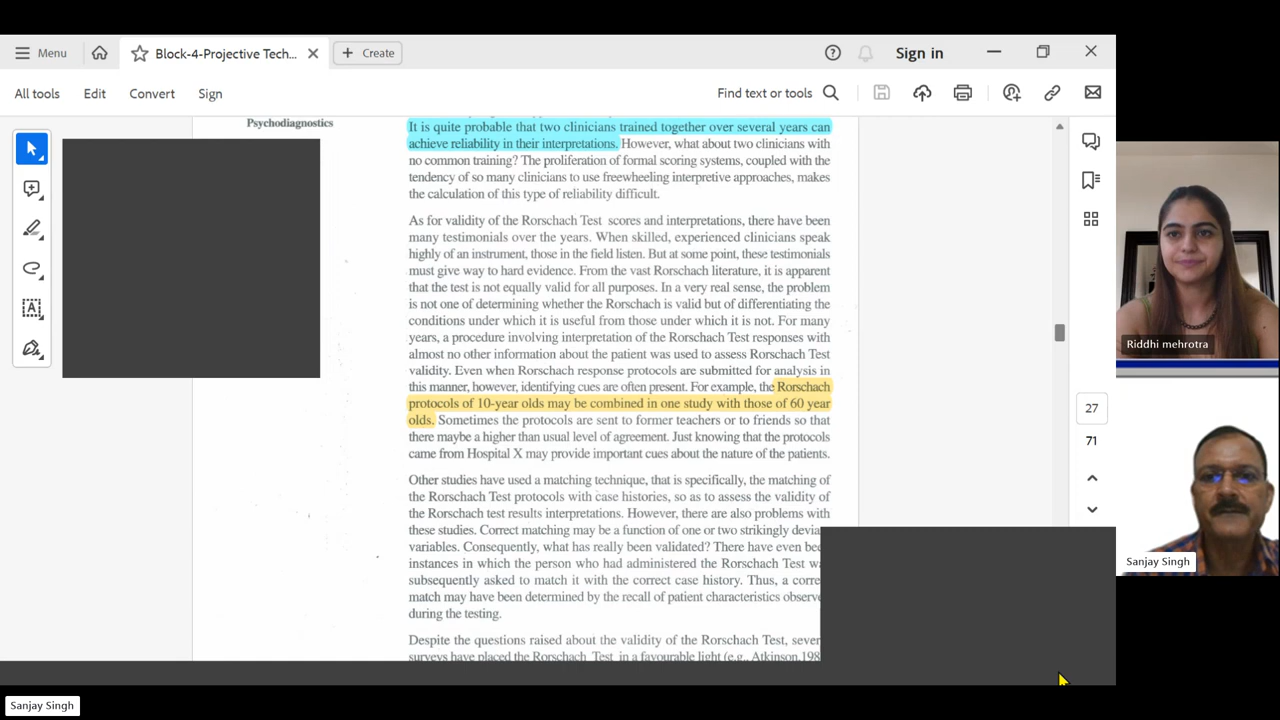 Menu
Block-4-Projective Tech...
Create
Sign in
All tools
Edit
Convert
Sign
Find text or tools
Psychodiagnostics
It is quite probable that two clinicians trained together over several years can
achieve reliability in their interpretations. However, what about two clinicians with
no common training? The proliferation of formal scoring systems, coupled with the
tendency of so many clinicians to use freewheeling interpretive approaches, makes
the calculation of this type of reliability difficult.
As for validity of the Rorschach Test scores and interpretations, there have been
many testimonials over the years. When skilled, experienced clinicians speak
highly of an instrument, those in the field listen. But at some point, these testimonials
must give way to hard evidence. From the vast Rorschach literature, it is apparent
that the test is not equally valid for all purposes. In a very real sense, the problem
is not one of determining whether the Rorschach is valid but of differentiating the
conditions under which it is useful from those under which it is not. For many
years, a procedure involving interpretation of the Rorschach Test responses with
almost no other information about the patient was used to assess Rorschach Test
validity. Even when Rorschach response protocols are submitted for analysis in
this manner, however, identifying cues are often present. For example, the Rorschach
protocols of 10-year olds may be combined in one study with those of 60 year
olds. Sometimes the protocols are sent to former teachers or to friends so that
there maybe a higher than usual level of agreement. Just knowing that the protocols
came from Hospital X may provide important cues about the nature of the patients.
Other studies have used a matching technique, that is specifically, the matching of
the Rorschach Test protocols with case histories, so as to assess the validity of
the Rorschach test results interpretations. However, there are also problems with
these studies. Correct matching may be a function of one or two strikingly devia
variables. Consequently, what has really been validated? There have even bee
instances in which the person who had administered the Rorschach Test wa
subsequently asked to match it with the correct case history. Thus, a corre
match may have been determined by the recall of patient characteristics observe
during the testing.
Despite the questions raised about the validity of the Rorschach Test, sever
surveys have placed the Rorschach Test in a favourable light (e.g., Atkinson,198
27
71
Riddhi mehrotra
Sanjay Singh
Sanjay Singh